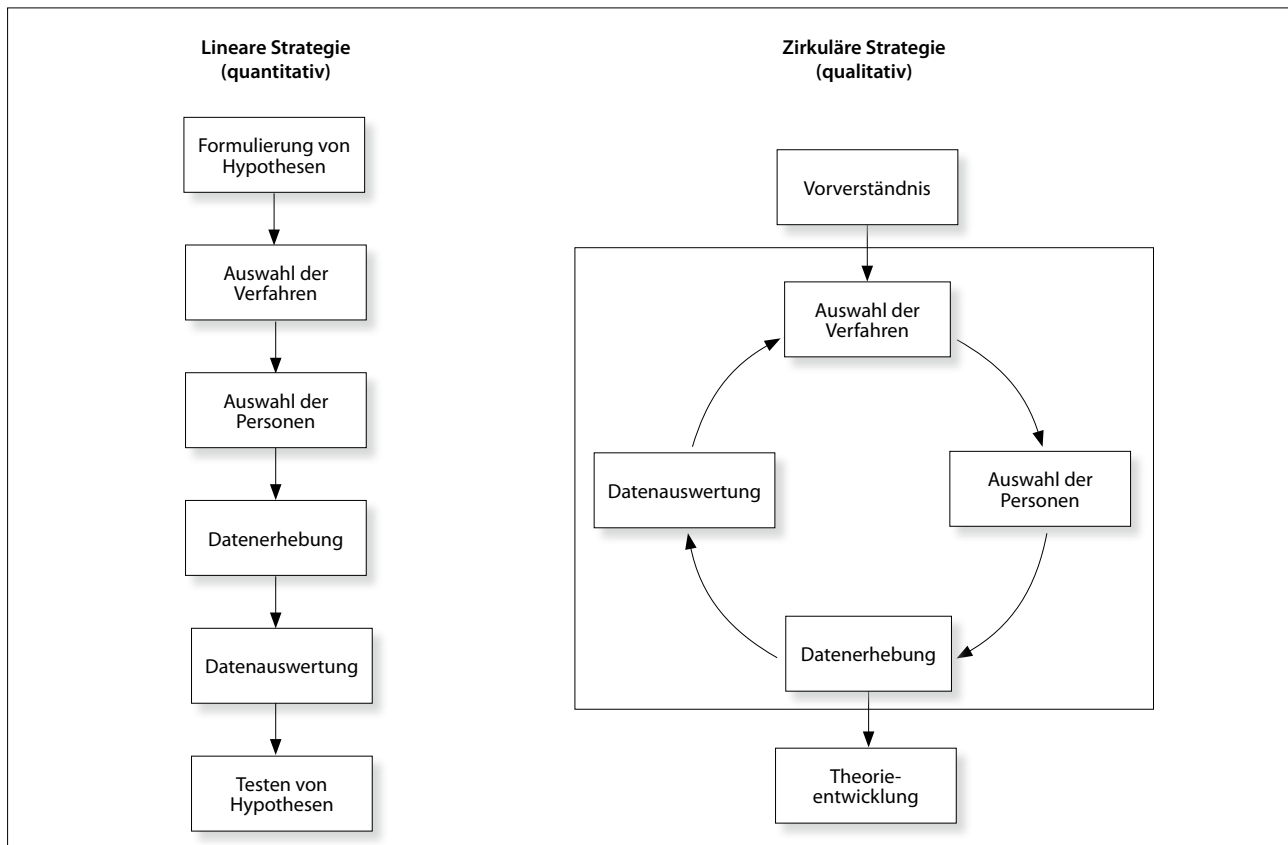 Lineare Strategie
(quantitativ)
Formulierung von
Hypothesen
Auswahl der
Verfahren
Auswahl der
Personen
Datenerhebung
Datenauswertung
Testen von
Hypothesen
Zirkuläre Strategie
(qualitativ)
Vorverständnis
Auswahl der
Verfahren
Auswahl der
Personen
Datenerhebung
Datenauswertung
Theorie-
entwicklung